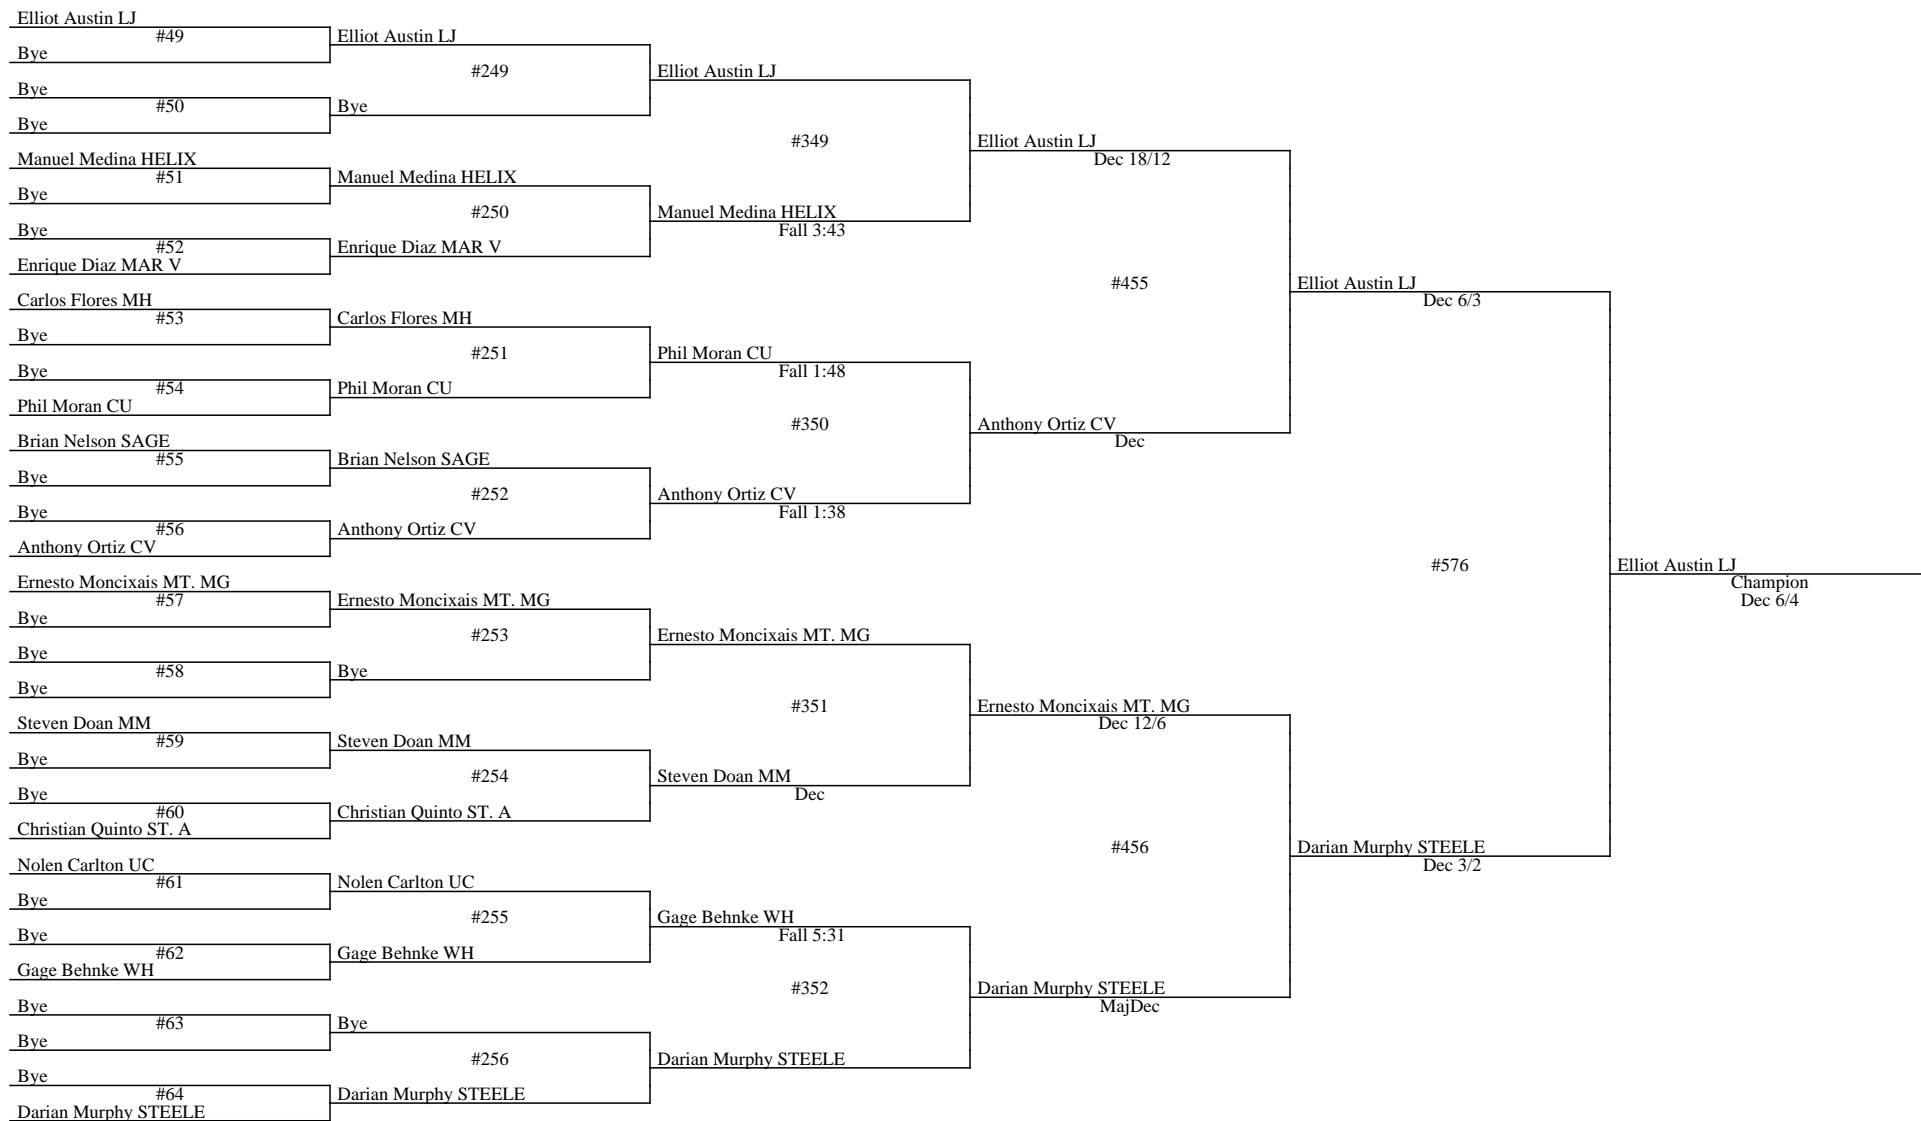 Elliot Austin LJ
#49
Bye
Bye
#50
Bye
Manuel Medina HELIX
#51
Bye
Bye
#52
Enrique Diaz MAR V
Carlos Flores MH
#53
Bye
Bye
#54
Phil Moran CU
Brian Nelson SAGE
#55
Bye
Bye
#56
Anthony Ortiz CV
Ernesto Moncixais MT. MG
#57
Bye
Bye
#58
Bye
Steven Doan MM
#59
Bye
Bye
#60
Christian Quinto ST. A
Nolen Carlton UC
#61
Bye
Bye
#62
Gage Behnke WH
Bye
#63
Bye
Bye
#64
Darian Murphy STEELE
Elliot Austin LJ
#249
Bye
Manuel Medina HELIX
#250
Enrique Diaz MAR V
Carlos Flores MH
#251
Phil Moran CU
Brian Nelson SAGE
#252
Anthony Ortiz CV
Ernesto Moncixais MT. MG
#253
Bye
Steven Doan MM
#254
Christian Quinto ST. A
Nolen Carlton UC
#255
Gage Behnke WH
Bye
#256
Darian Murphy STEELE
Elliot Austin LJ
#349
Manuel Medina HELIX
Fall 3:43
Phil Moran CU
Fall 1:48
#350
Anthony Ortiz CV
Fall 1:38
Ernesto Moncixais MT. MG
#351
Steven Doan MM
Dec
Gage Behnke WH
Fall 5:31
#352
Darian Murphy STEELE
Elliot Austin LJ
Dec 18/12
#455
Anthony Ortiz CV
Dec
Ernesto Moncixais MT. MG
Dec 12/6
#456
Darian Murphy STEELE
MajDec
Elliot Austin LJ
Dec 6/3
#576
Darian Murphy STEELE
Dec 3/2
Elliot Austin LJ
Champion
Dec 6/4